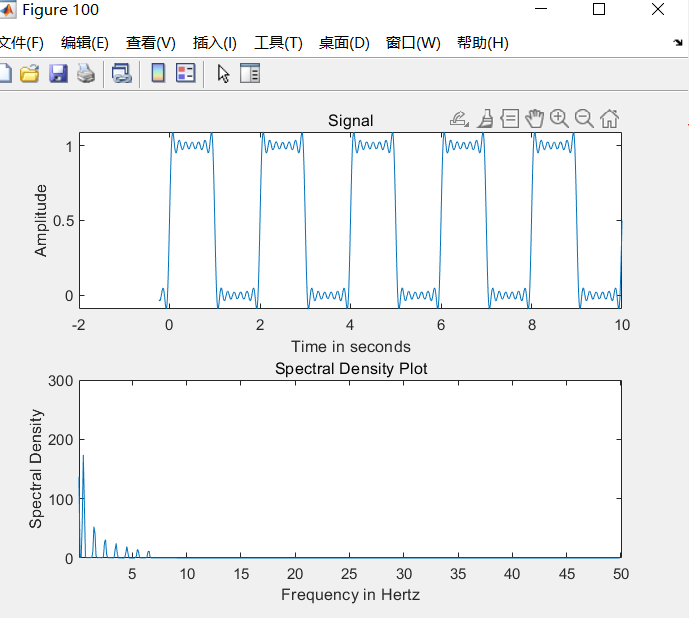 Figure 100
文件(F) 编辑(E) 查看(V) 插入(I) 工具(T) 桌面(D) 窗口(W) 帮助(H)
Signal
1
0.5
0
Amplitude
-2 0 2 4 6 8 10
Time in seconds
Spectral Density Plot
300
200
100
0
Spectral Density
5 10 15 20 25 30 35 40 45 50
Frequency in Hertz